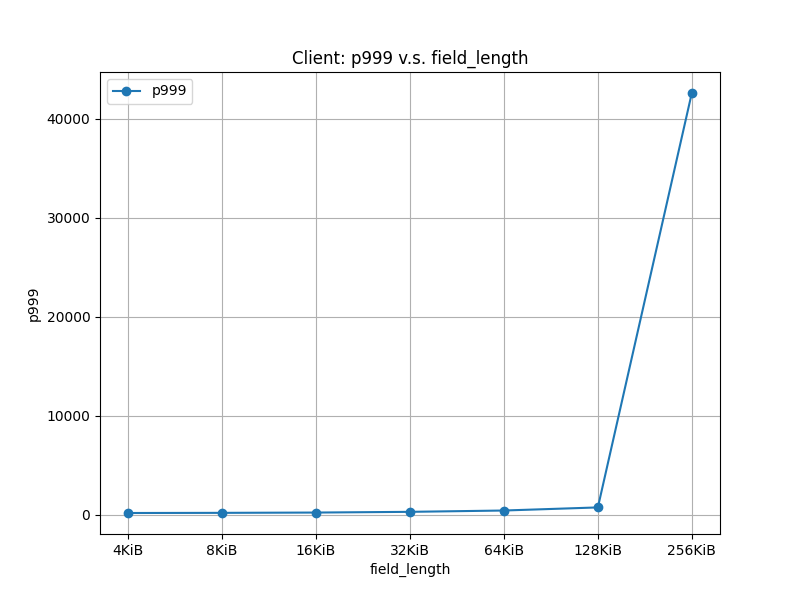 Client: p999 v.s. field_length
p999
40000
30000
20000
10000
0
p999
4KiB 8KiB 16KiB 32KiB 64KiB 128KiB 256KiB
field_length